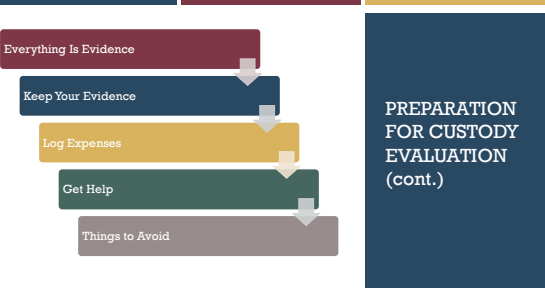 Everything Is Evidence
Keep Your Evidence
Log Expenses
Get Help
Things to Avoid
PREPARATION
FOR CUSTODY
EVALUATION
(cont.)